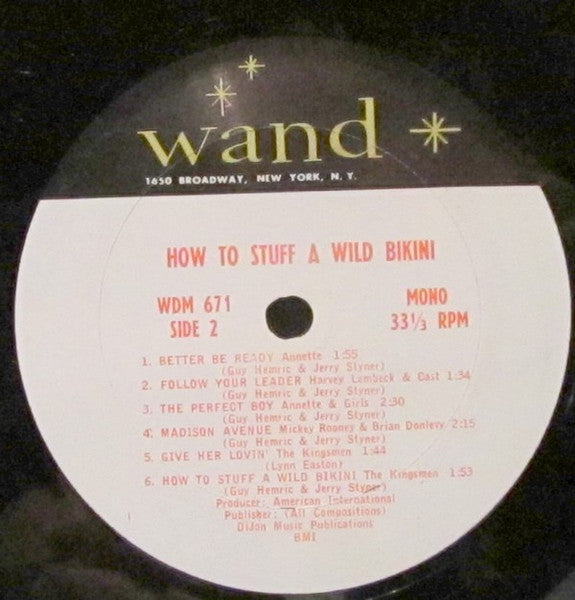 wand
1650 BROADWAY, NEW YORK, N. Y.
HOW TO STUFF A WILD BIKINI
WDM 671
SIDE 2
MONO
33 1/3 RPM
1. BETTER BE READY Annette 1:55
(Guy Hemric & Jerry Styner)
2. FOLLOW YOUR LEADER Harvey Lembeck & Cast 1:34
(Guy Hemric & Jerry Styner)
3. THE PERFECT BOY Annette & Girls 2:30
(Guy Hemric & Jerry Styner)
4. MADISON AVENUE Mickey Rooney & Brian Donlevy 2:15
(Guy Hemric & Jerry Styner)
5. GIVE HER LOVIN' The Kingsmen 1:44
(Lynn Easton)
6. HOW TO STUFF A WILD BIKINI The Kingsmen 1:53
(Guy Hemric & Jerry Styner)
Producer: American International
Publisher: (All Compositions)
DiJon Music Publications
BMI